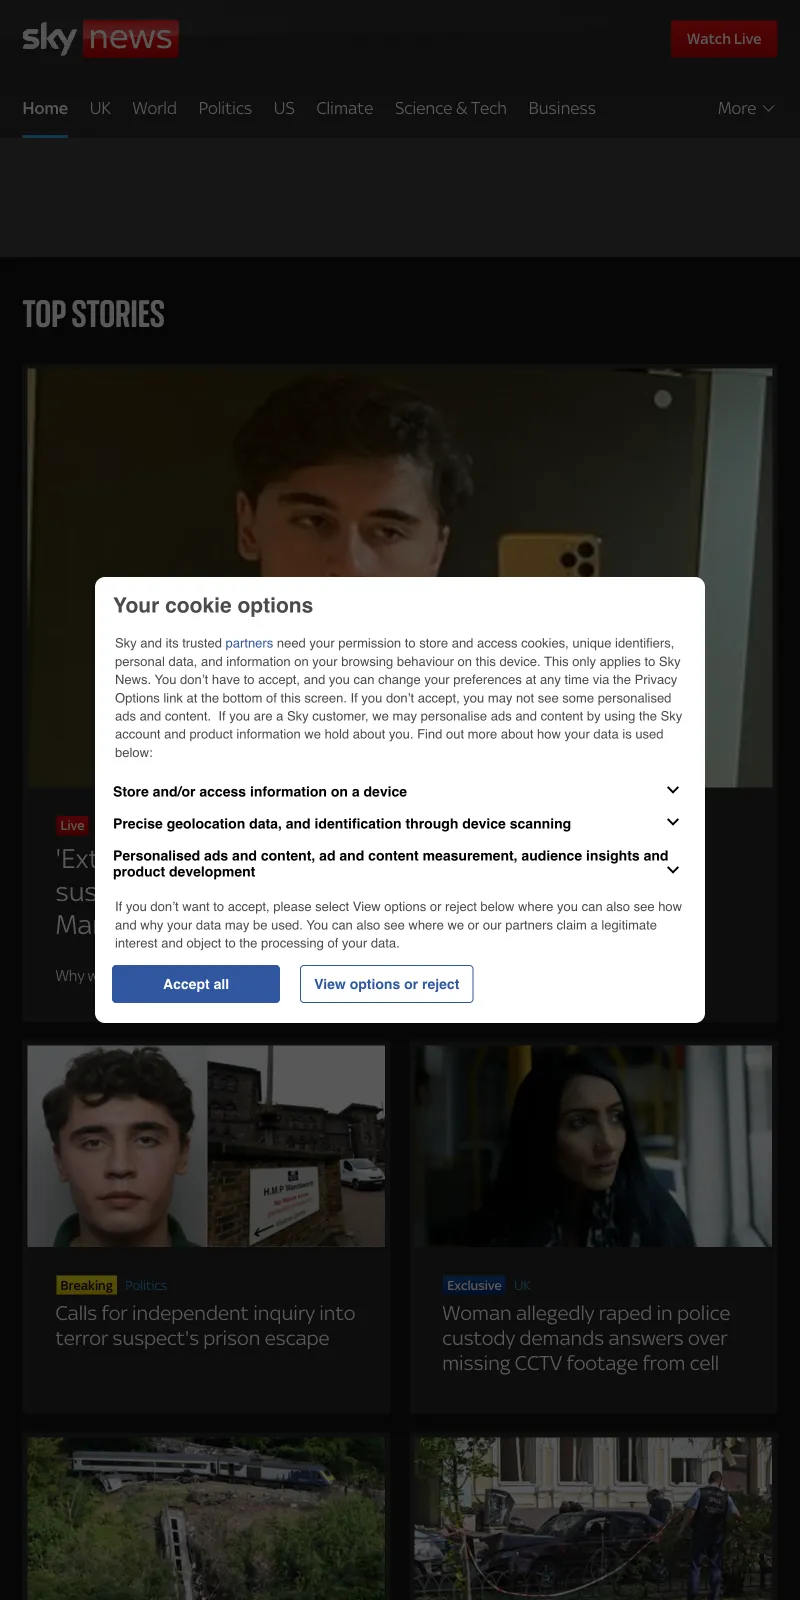 sky news
Watch Live
Home UK World Politics US Climate Science & Tech Business More
TOP STORIES
Your cookie options
Sky and its trusted partners need your permission to store and access cookies, unique identifiers,
personal data, and information on your browsing behaviour on this device. This only applies to Sky
News. You don’t have to accept, and you can change your preferences at any time via the Privacy
Options link at the bottom of this screen. If you don’t accept, you may not see some personalised
ads and content.  If you are a Sky customer, we may personalise ads and content by using the Sky
account and product information we hold about you. Find out more about how your data is used
below:
Store and/or access information on a device
Precise geolocation data, and identification through device scanning
Personalised ads and content, ad and content measurement, audience insights and
product development
If you don’t want to accept, please select View options or reject below where you can also see how
and why your data may be used. You can also see where we or our partners claim a legitimate
interest and object to the processing of your data.
Accept all
View options or reject
Live
'Ext
sus
Ma
Why w
H.M.P Wandsworth
Breaking Politics
Calls for independent inquiry into
terror suspect's prison escape
Exclusive UK
Woman allegedly raped in police
custody demands answers over
missing CCTV footage from cell